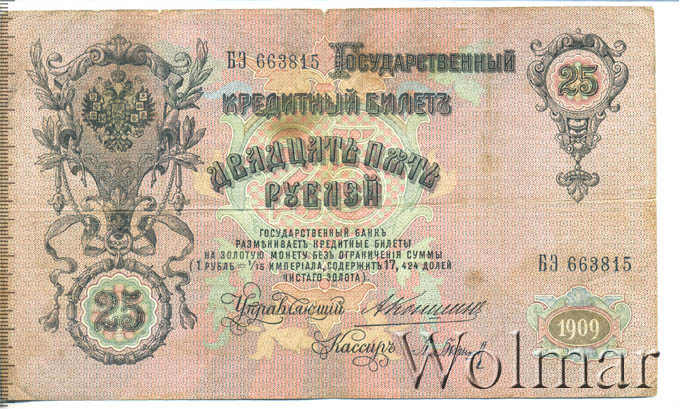 БЭ 663815
Государственный
25
Кредитный Билетъ
Двадцать пять
рублей
ГОСУДАРСТВЕННЫЙ БАНКЪ
РАЗМѢНИВАЕТЪ КРЕДИТНЫЕ БИЛЕТЫ
НА ЗОЛОТУЮ МОНЕТУ БЕЗЪ ОГРАНИЧЕНІЯ СУММЫ
(1 РУБЛЬ = 1/15 ИМПЕРІАЛА, СОДЕРЖИТЪ 17, 424 ДОЛЕЙ
ЧИСТАГО ЗОЛОТА).
БЭ 663815
25
Управляющій
1909
Кассиръ
Wolmar